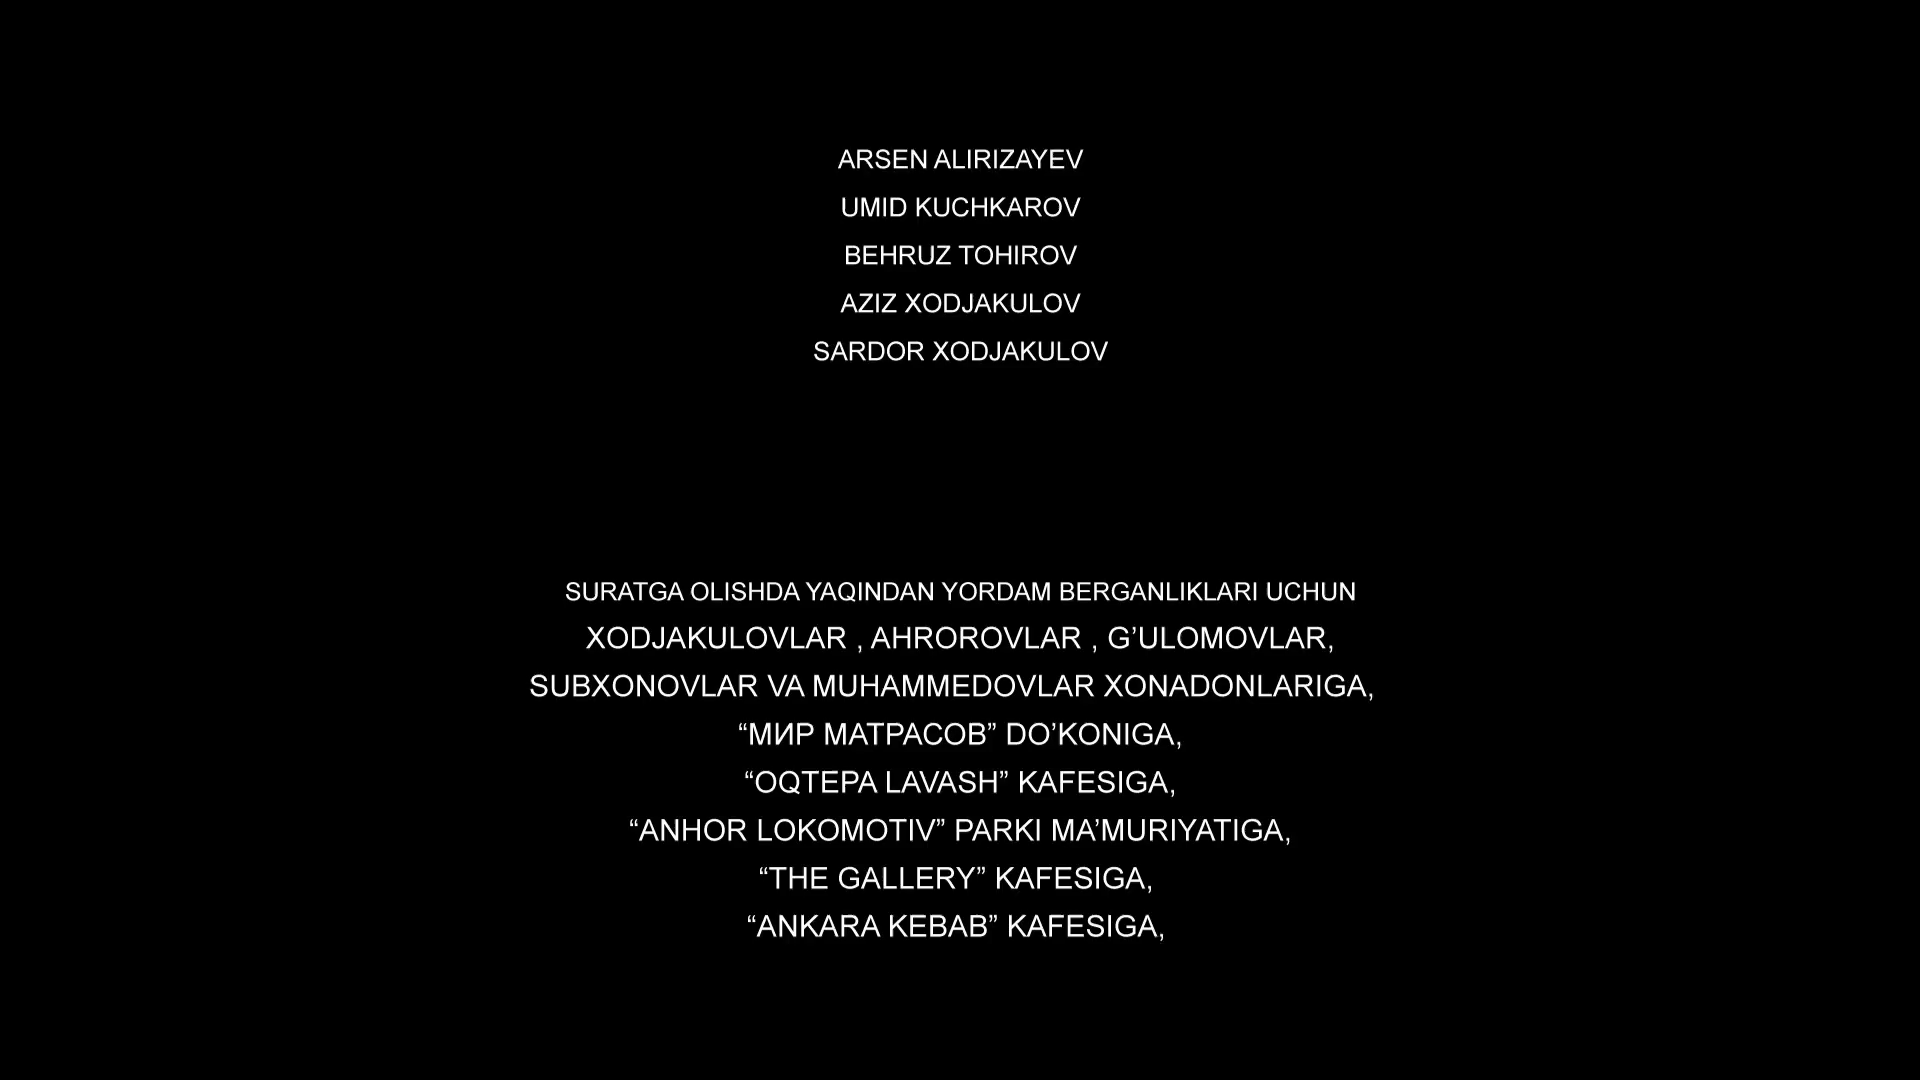 ARSEN ALIRIZAYEV
UMID KUCHKAROV
BEHRUZ TOHIROV
AZIZ XODJAKULOV
SARDOR XODJAKULOV
SURATGA OLISHDA YAQINDAN YORDAM BERGANLIKLARI UCHUN
XODJAKULOVLAR , AHROROVLAR , G’ULOMOVLAR,
SUBXONOVLAR VA MUHAMMEDOVLAR XONADONLARIGA,
“МИР МАТРАСОВ” DO’KONIGA,
“OQTEPA LAVASH” KAFESIGA,
“ANHOR LOKOMOTIV” PARKI MA’MURIYATIGA,
“THE GALLERY” KAFESIGA,
“ANKARA KEBAB” KAFESIGA,